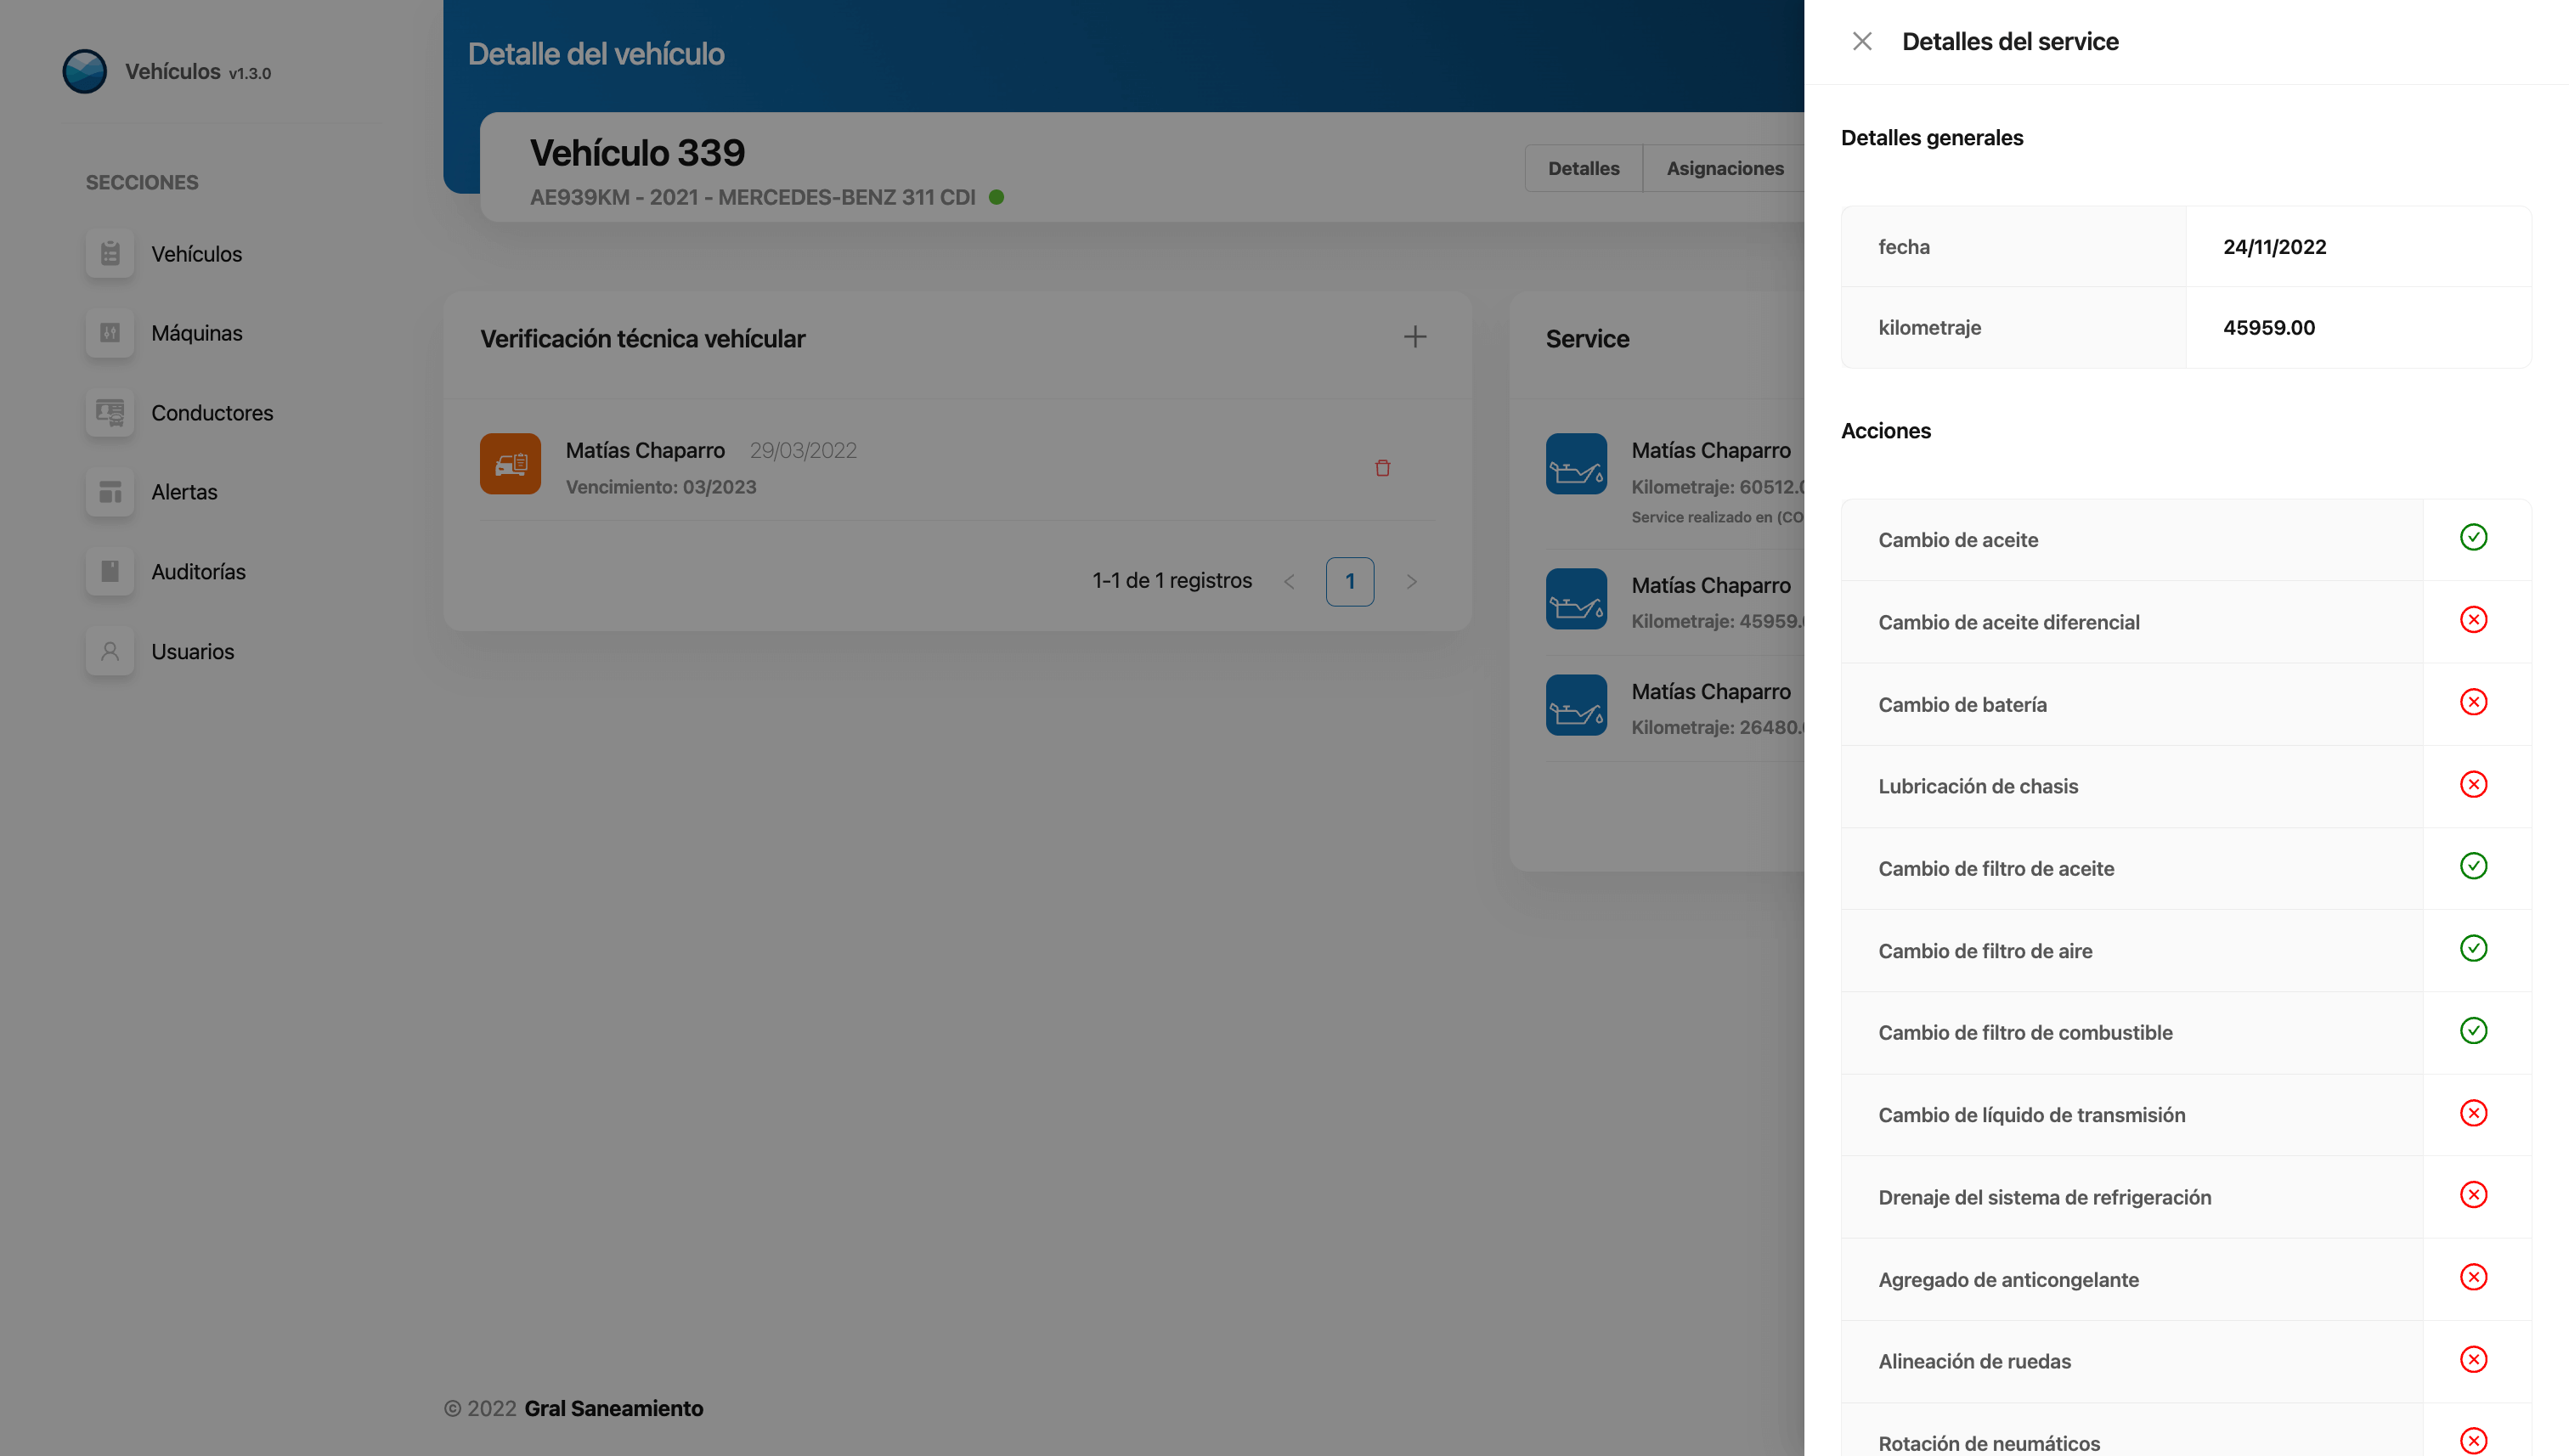 Vehículos v1.3.0
SECCIONES
Vehículos
Máquinas
Conductores
Alertas
Auditorías
Usuarios
Detalle del vehículo
Vehículo 339
AE939KM - 2021 - MERCEDES-BENZ 311 CDI
Detalles
Asignaciones
Verificación técnica vehícular
Matías Chaparro 29/03/2022
Vencimiento: 03/2023
1-1 de 1 registros
1
Service
Matías Chaparro
Kilometraje: 60512.0
Service realizado en (CO
Matías Chaparro
Kilometraje: 45959.
Matías Chaparro
Kilometraje: 26480.
© 2022 Gral Saneamiento
Detalles del service
Detalles generales
fecha 24/11/2022
kilometraje 45959.00
Acciones
Cambio de aceite
Cambio de aceite diferencial
Cambio de batería
Lubricación de chasis
Cambio de filtro de aceite
Cambio de filtro de aire
Cambio de filtro de combustible
Cambio de líquido de transmisión
Drenaje del sistema de refrigeración
Agregado de anticongelante
Alineación de ruedas
Rotación de neumáticos